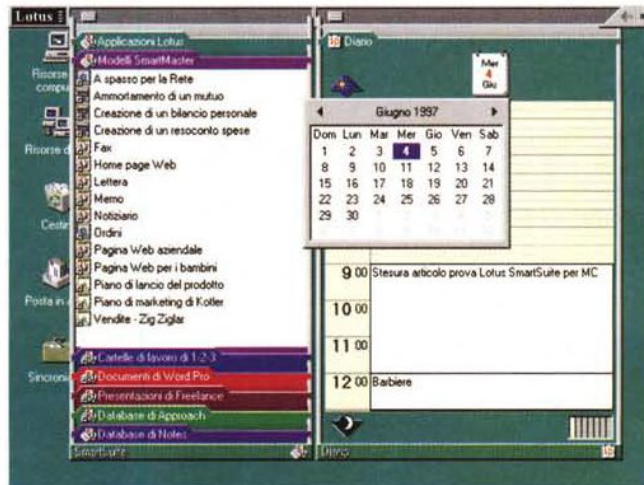 Lotus
Applicazioni Lotus
Modelli SmartMaster
A spasso per la Rete
Ammortamento di un mutuo
Creazione di un bilancio personale
Creazione di un resoconto spese
Fax
Home page Web
Lettera
Memo
Notiziario
Ordini
Pagina Web aziendale
Pagina Web per i bambini
Piano di lancio del prodotto
Piano di marketing di Kotler
Vendite - Zig Ziglar
Cartelle di lavoro di 1-2-3
Documenti di Word Pro
Presentazioni di Freelance
Database di Approach
Database di Notes
SmartSuite
Risorse
compu
Risorse d
Cestin
Posta in a
Sincroni
Diario
Mer
4
Giu
Giugno 1997
Dom Lun Mar Mer Gio Ven Sab
1 2 3 4 5 6 7
8 9 10 11 12 13 14
15 16 17 18 19 20 21
22 23 24 25 26 27 28
29 30
9 00 Stesura articolo prova Lotus SmartSuite per MC
10 00
11 00
12 00 Barbiere
Diario